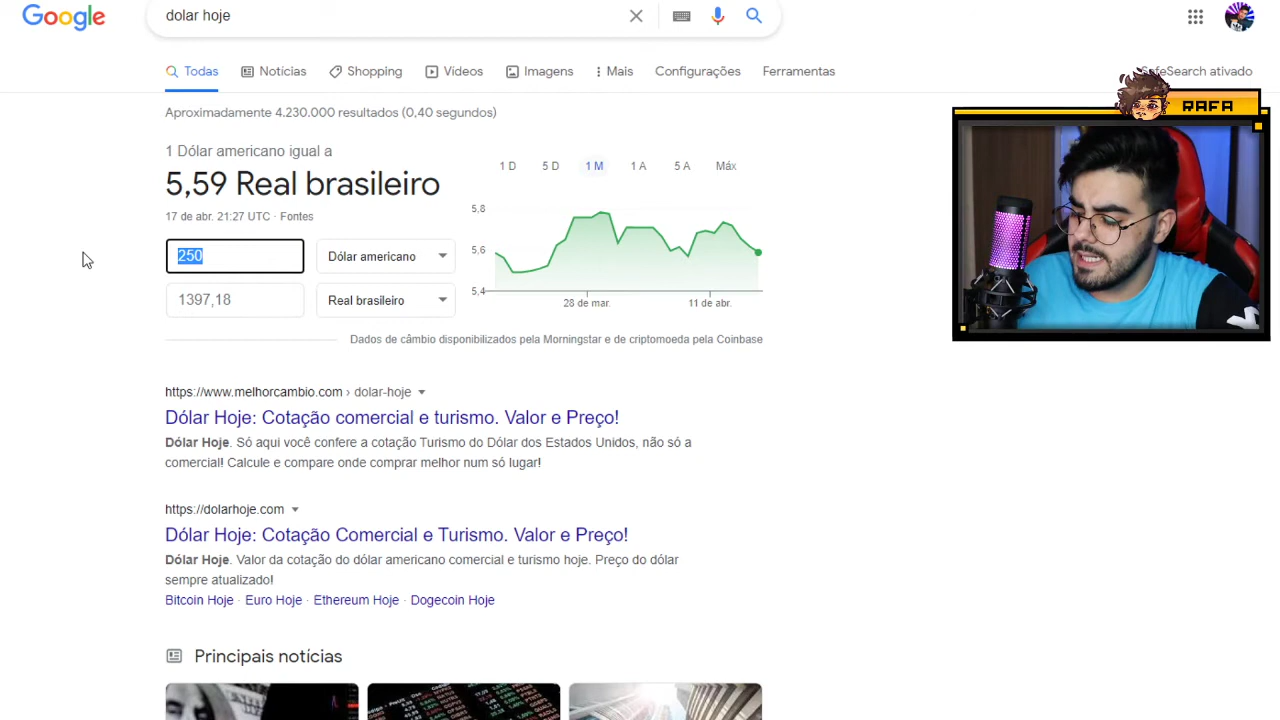 Google
dolar hoje
Todas
Notícias
Shopping
Vídeos
Imagens
Mais
Configurações
Ferramentas
SafeSearch ativado
RAFA
Aproximadamente 4.230.000 resultados (0,40 segundos)
1 Dólar americano igual a
5,59 Real brasileiro
17 de abr. 21:27 UTC · Fontes
250
Dólar americano
1397,18
Real brasileiro
1 D
5 D
1 M
1 A
5 A
Máx
5,8
5,6
5,4
28 de mar.
11 de abr.
Dados de câmbio disponibilizados pela Morningstar e de criptomoeda pela Coinbase
https://www.melhorcambio.com › dolar-hoje
Dólar Hoje: Cotação comercial e turismo. Valor e Preço!
Dólar Hoje. Só aqui você confere a cotação Turismo do Dólar dos Estados Unidos, não só a
comercial! Calcule e compare onde comprar melhor num só lugar!
https://dolarhoje.com
Dólar Hoje: Cotação Comercial e Turismo. Valor e Preço!
Dólar Hoje. Valor da cotação do dólar americano comercial e turismo hoje. Preço do dólar
sempre atualizado!
Bitcoin Hoje · Euro Hoje · Ethereum Hoje · Dogecoin Hoje
Principais notícias